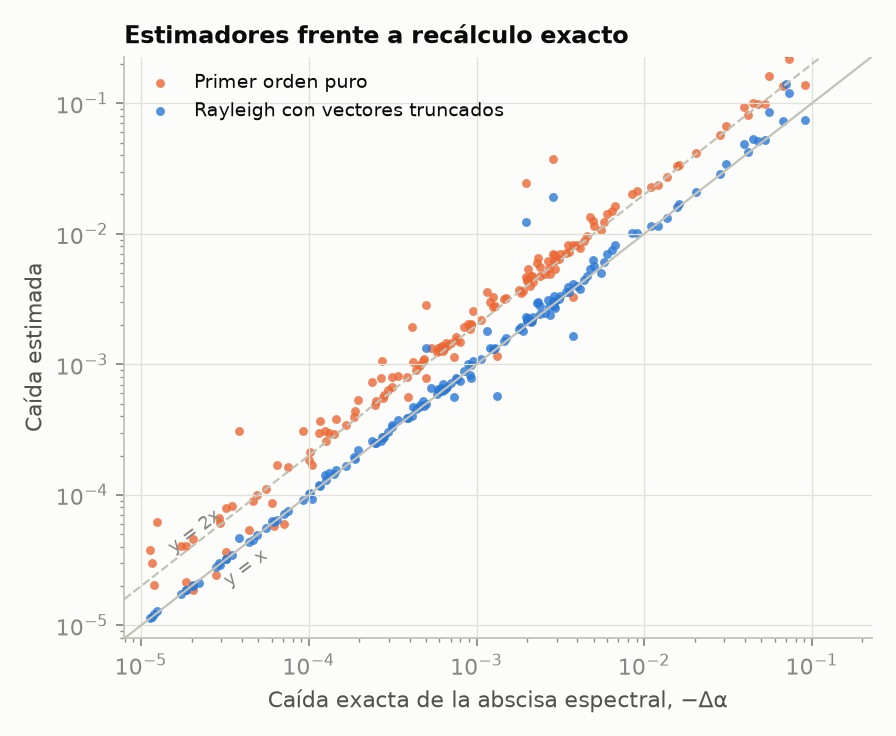 Estimadores frente a recálculo exacto
Primer orden puro
Rayleigh con vectores truncados
10⁻¹
10⁻²
10⁻³
10⁻⁴
10⁻⁵
Caída estimada
y = 2x
y = x
10⁻⁵ 10⁻⁴ 10⁻³ 10⁻² 10⁻¹
Caída exacta de la abscisa espectral, −Δα